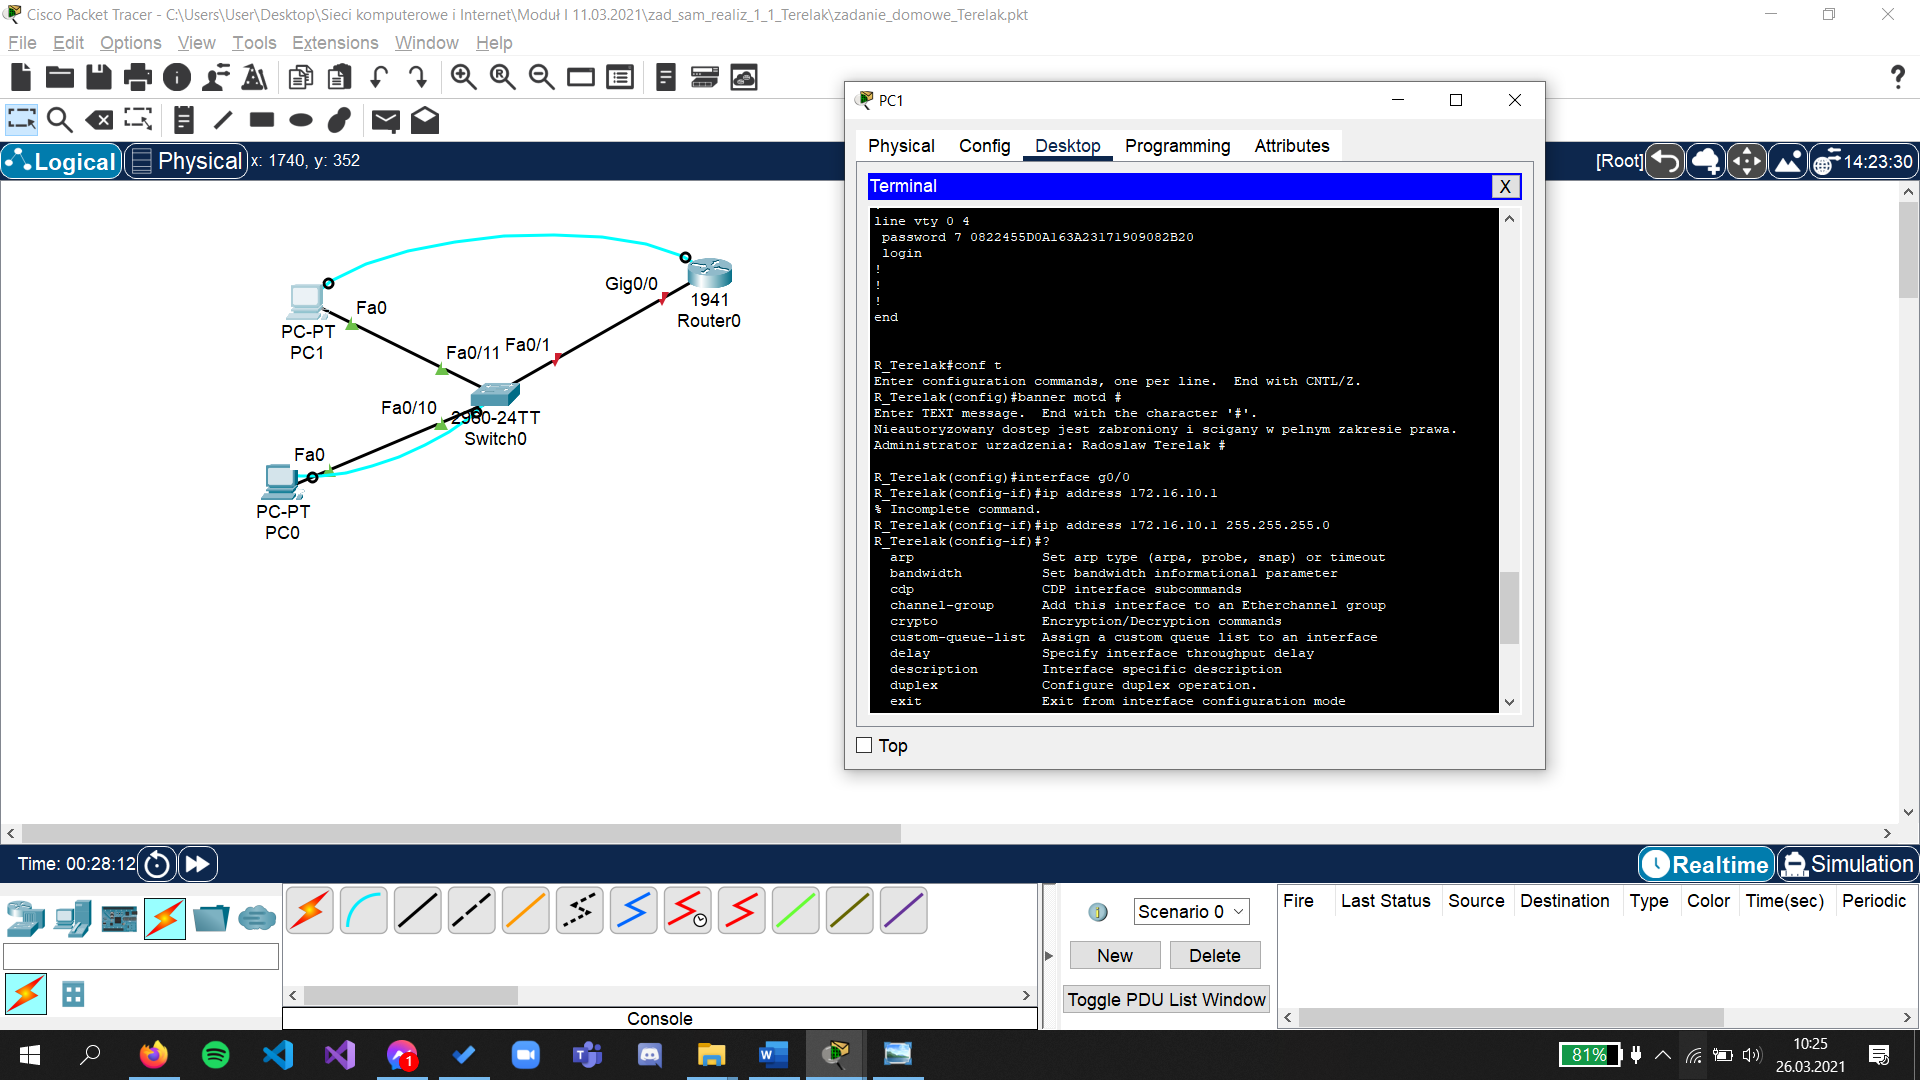 Cisco Packet Tracer - C:\Users\User\Desktop\Sieci komputerowe i Internet\Moduł I 11.03.2021\zad_sam_realiz_1_1_Terelak\zadanie_domowe_Terelak.pkt
File Edit Options View Tools Extensions Window Help
Logical Physical x: 1740, y: 352
[Root] 14:23:30
Gig0/0
1941
Router0
Fa0
PC-PT
PC1
Fa0/11 Fa0/1
Fa0/10
2960-24TT
Switch0
Fa0
PC-PT
PC0
PC1
Physical Config Desktop Programming Attributes
Terminal X
line vty 0 4
password 7 0822455D0A163A23171909082B20
login
!
!
!
end
R_Terelak#conf t
Enter configuration commands, one per line. End with CNTL/Z.
R_Terelak(config)#banner motd #
Enter TEXT message. End with the character '#'.
Nieautoryzowany dostep jest zabroniony i scigany w pelnym zakresie prawa.
Administrator urzadzenia: Radoslaw Terelak #
R_Terelak(config)#interface g0/0
R_Terelak(config-if)#ip address 172.16.10.1
% Incomplete command.
R_Terelak(config-if)#ip address 172.16.10.1 255.255.255.0
R_Terelak(config-if)#?
arp Set arp type (arpa, probe, snap) or timeout
bandwidth Set bandwidth informational parameter
cdp CDP interface subcommands
channel-group Add this interface to an Etherchannel group
crypto Encryption/Decryption commands
custom-queue-list Assign a custom queue list to an interface
delay Specify interface throughput delay
description Interface specific description
duplex Configure duplex operation.
exit Exit from interface configuration mode
Top
Time: 00:28:12
Realtime Simulation
Scenario 0
New Delete
Toggle PDU List Window
Fire Last Status Source Destination Type Color Time(sec) Periodic
Console
1
81%
10:25
26.03.2021